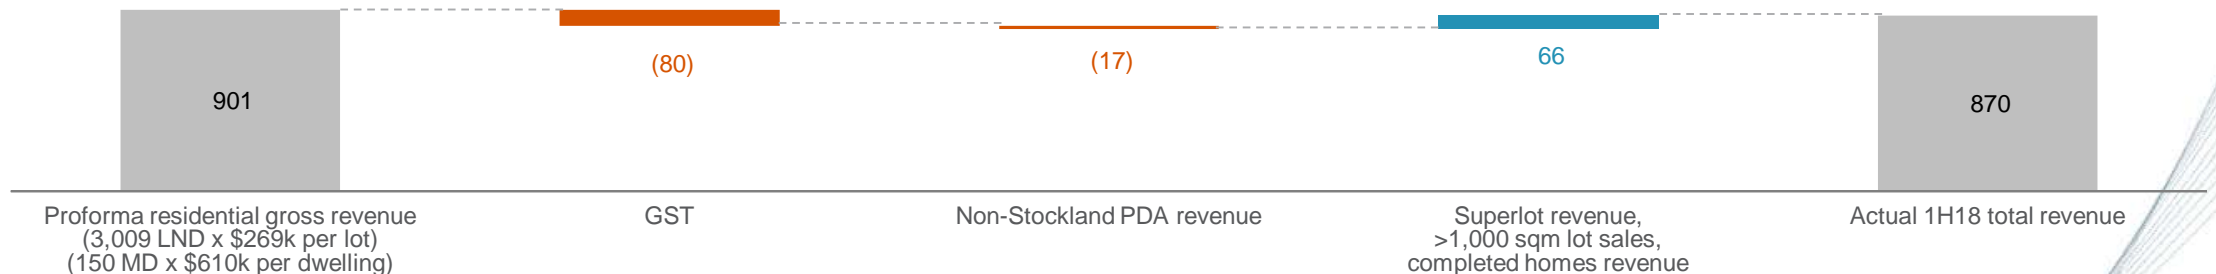 901
(80)
(17)
66
870
Proforma residential gross revenue
(3,009 LND x $269k per lot)
(150 MD x $610k per dwelling)
GST
Non-Stockland PDA revenue
Superlot revenue,
>1,000 sqm lot sales,
completed homes revenue
Actual 1H18 total revenue